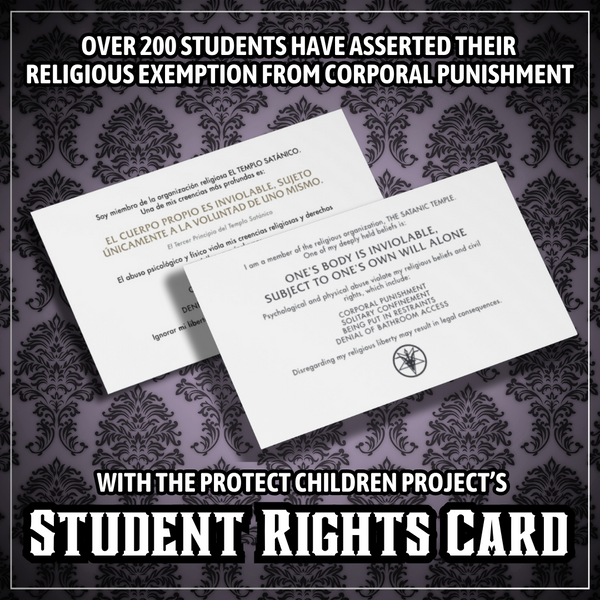 OVER 200 STUDENTS HAVE ASSERTED THEIR
RELIGIOUS EXEMPTION FROM CORPORAL PUNISHMENT
Soy miembro de la organización religiosa EL TEMPLO SATÁNICO.
Una de mis creencias más profundas es:
EL CUERPO PROPIO ES INVIOLABLE, SUJETO
ÚNICAMENTE A LA VOLUNTAD DE UNO MISMO.
El Tercer Principio del Templo Satánico
El abuso psicológico y físico viola mis creencias religiosas y derechos
DEN
Ignorar mi liber
I am a member of the religious organization, THE SATANIC TEMPLE.
One of my deeply held beliefs is:
ONE'S BODY IS INVIOLABLE,
SUBJECT TO ONE'S OWN WILL ALONE
Psychological and physical abuse violate my religious beliefs and civil
rights, which include:
CORPORAL PUNISHMENT
SOLITARY CONFINEMENT
BEING PUT IN RESTRAINTS
DENIAL OF BATHROOM ACCESS
Disregarding my religious liberty may result in legal consequences.
WITH THE PROTECT CHILDREN PROJECT'S
STUDENT RIGHTS CARD